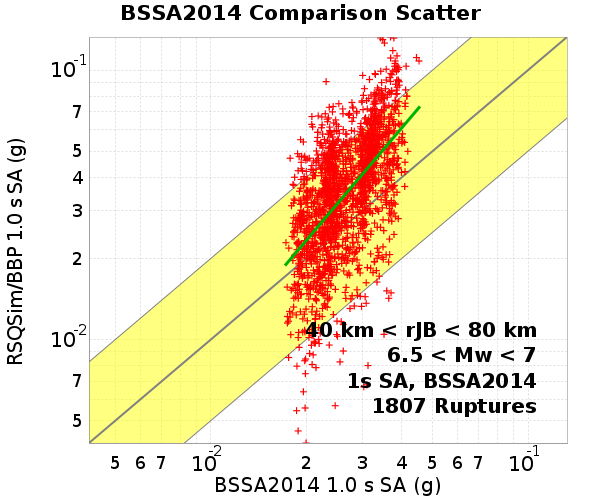 BSSA2014 Comparison Scatter
RSQSim/BBP 1.0 s SA (g)
10-1
7
5
4
3
2
10-2
7
5
40 km < rJB < 80 km
6.5 < Mw < 7
1s SA, BSSA2014
1807 Ruptures
5 6 7 10-2 2 3 4 5 6 7 10-1
BSSA2014 1.0 s SA (g)